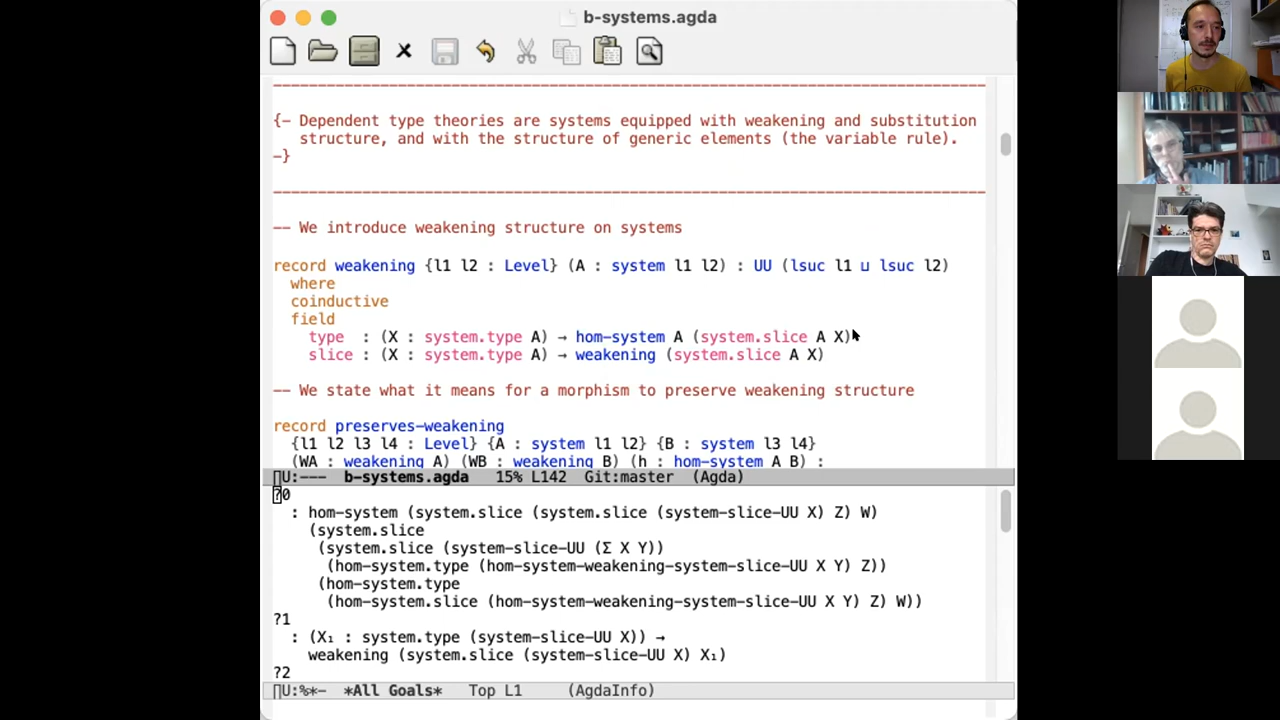 b-systems.agda
{- Dependent type theories are systems equipped with weakening and substitution
structure, and with the structure of generic elements (the variable rule).
-}
-- We introduce weakening structure on systems
record weakening {l1 l2 : Level} (A : system l1 l2) : UU (lsuc l1 ⊔ lsuc l2)
where
coinductive
field
type : (X : system.type A) → hom-system A (system.slice A X)
slice : (X : system.type A) → weakening (system.slice A X)
-- We state what it means for a morphism to preserve weakening structure
record preserves-weakening
{l1 l2 l3 l4 : Level} {A : system l1 l2} {B : system l3 l4}
(WA : weakening A) (WB : weakening B) (h : hom-system A B) :
U:--- b-systems.agda 15% L142 Git:master (Agda)
?0
: hom-system (system.slice (system.slice (system-slice-UU X) Z) W)
(system.slice
(system.slice (system-slice-UU (Σ X Y))
(hom-system.type (hom-system-weakening-system-slice-UU X Y) Z))
(hom-system.type
(hom-system.slice (hom-system-weakening-system-slice-UU X Y) Z) W))
?1
: (X₁ : system.type (system-slice-UU X)) →
weakening (system.slice (system-slice-UU X) X₁)
?2
U:%*- *All Goals* Top L1 (AgdaInfo)